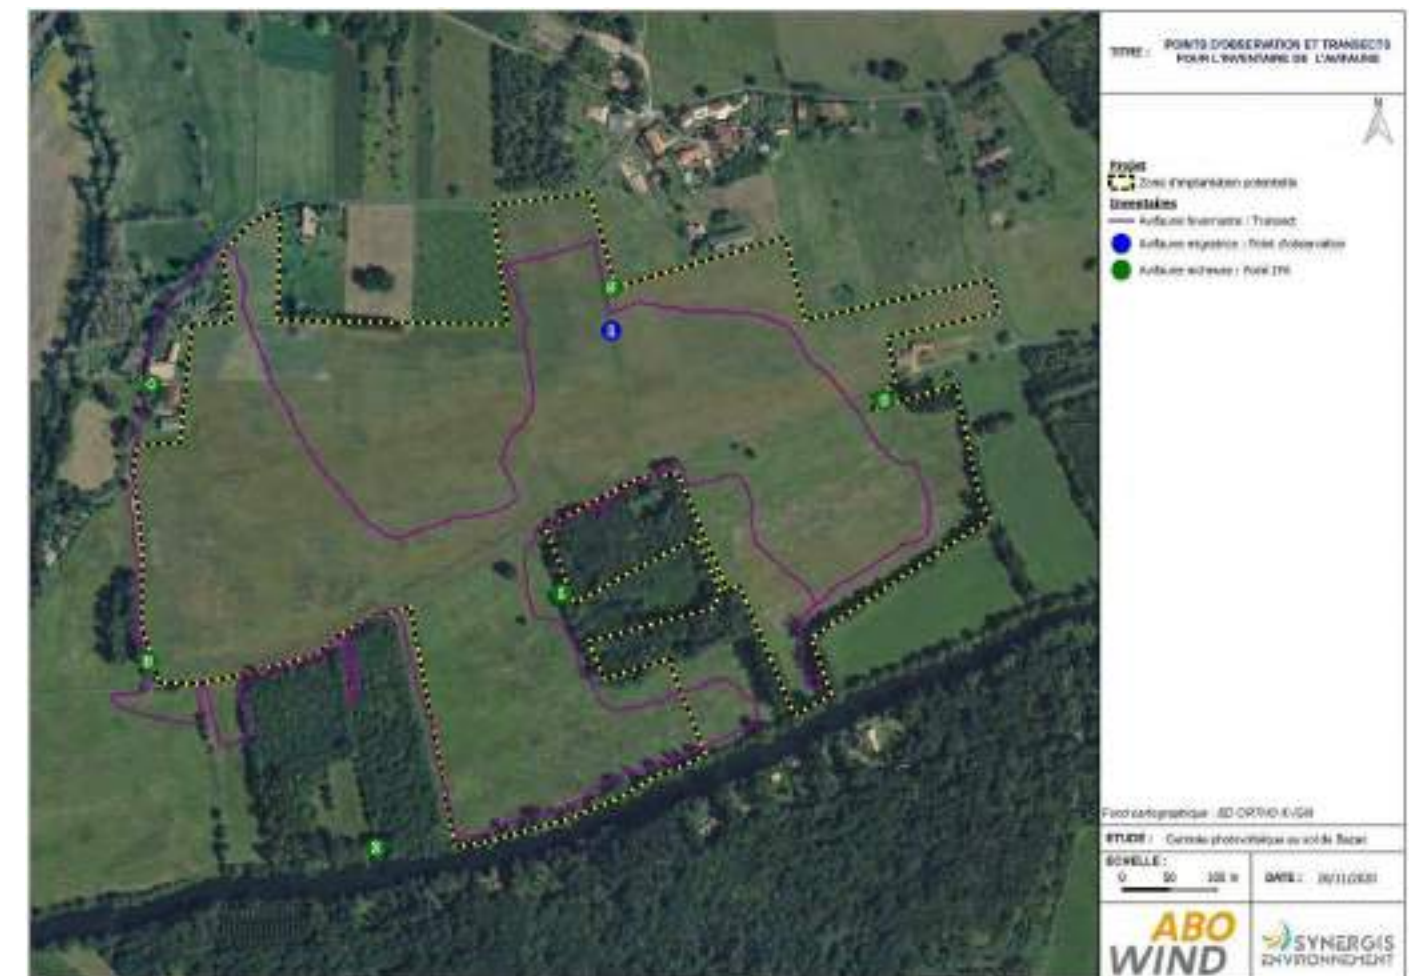 TITRE : POINTS D'OBSERVATION ET TRANSECTS
POUR L'INVENTAIRE DE L'AVIFAUNE
N
Projet
Zone d'implantation potentielle
Inventaires
Avifaune hivernante : Transect
Avifaune migratrice : Point d'observation
Avifaune nicheuse : Point IPA
Fond cartographique : BD ORTHO ® IGN
ETUDE : Centrale photovoltaïque au sol de
ECHELLE :
0 50 100 m
DATE :
ABO
WIND
SYNERGIS
ENVIRONNEMENT